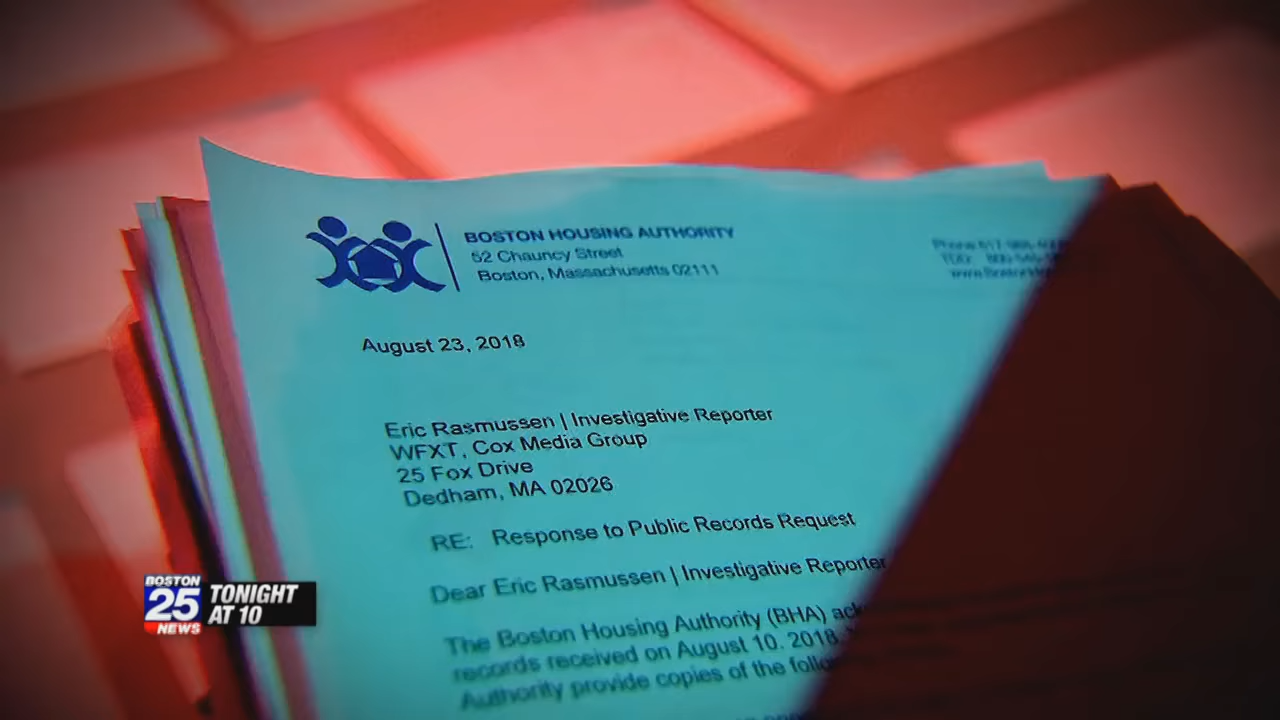 BOSTON HOUSING AUTHORITY
52 Chauncy Street
Boston, Massachusetts 02111
Phone
TDD:
August 23, 2018
Eric Rasmussen | Investigative Reporter
WFXT, Cox Media Group
25 Fox Drive
Dedham, MA 02026
RE: Response to Public Records Request
Dear Eric Rasmussen | Investigative Reporter
The Boston Housing Authority (BHA)
records received on August 10, 2018,
Authority provide copies of the
BOSTON
25
NEWS
TONIGHT
AT 10